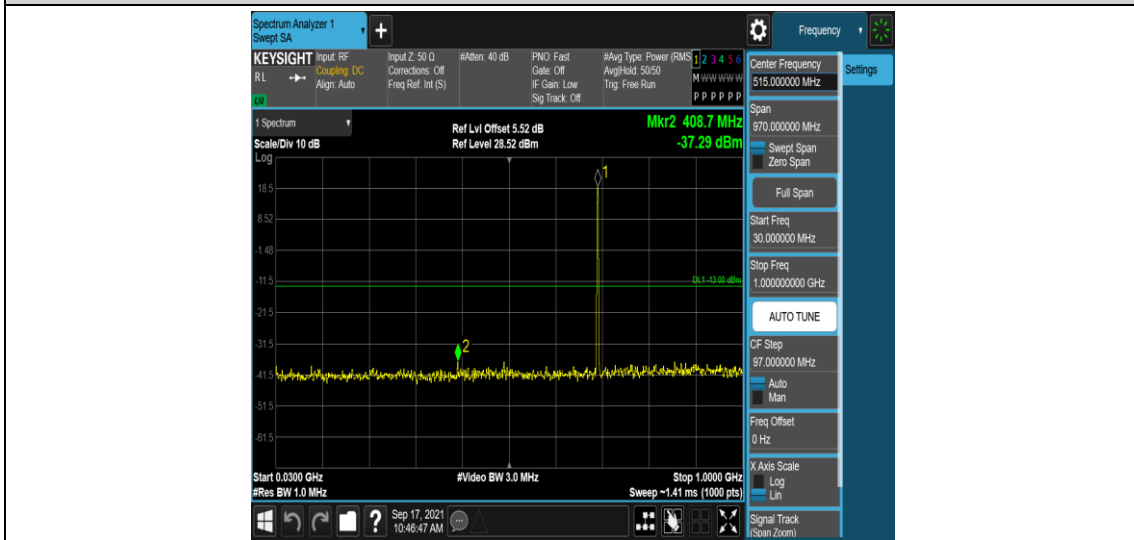 Spectrum Analyzer 1
Swept SA
+
Frequency
KEYSIGHT
RL
Input: RF
Coupling: DC
Align: Auto
Input Z: 50 Ω
Corrections: Off
Freq Ref: Int (S)
#Atten: 40 dB
PNO: Fast
Gate: Off
IF Gain: Low
Sig Track: Off
#Avg Type: Power (RMS
Avg|Hold: 50/50
Trig: Free Run
1 2 3 4 5 6
M W W W W W
P P P P P P
1 Spectrum
Scale/Div 10 dB
Log
Ref Lvl Offset 5.52 dB
Ref Level 28.52 dBm
Mkr2 408.7 MHz
-37.29 dBm
18.5
8.52
-1.48
-11.5
-21.5
-31.5
-41.5
-51.5
-61.5
1
DL1 -13.00 dBm
2
Start 0.0300 GHz
#Res BW 1.0 MHz
#Video BW 3.0 MHz
Stop 1.0000 GHz
Sweep ~1.41 ms (1000 pts)
Center Frequency
515.000000 MHz
Settings
Span
970.000000 MHz
Swept Span
Zero Span
Full Span
Start Freq
30.000000 MHz
Stop Freq
1.000000000 GHz
AUTO TUNE
CF Step
97.000000 MHz
Auto
Man
Freq Offset
0 Hz
X Axis Scale
Log
Lin
Signal Track
(Span Zoom)
?
Sep 17, 2021
10:46:47 AM